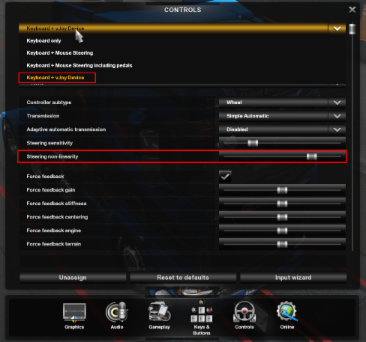 CONTROLS
Keyboard + vJoy Device
Keyboard only
Keyboard + Mouse Steering
Keyboard + Mouse Steering including pedals
Keyboard + vJoy Device
Controller subtype Wheel
Transmission Simple Automatic
Adaptive automatic transmission Disabled
Steering sensitivity
Steering non-linearity
Force feedback
Force feedback gain
Force feedback stiffness
Force feedback centering
Force feedback engine
Force feedback terrain
Unassign Reset to defaults Input wizard
Graphics Audio Gameplay Keys & Buttons Controls Online